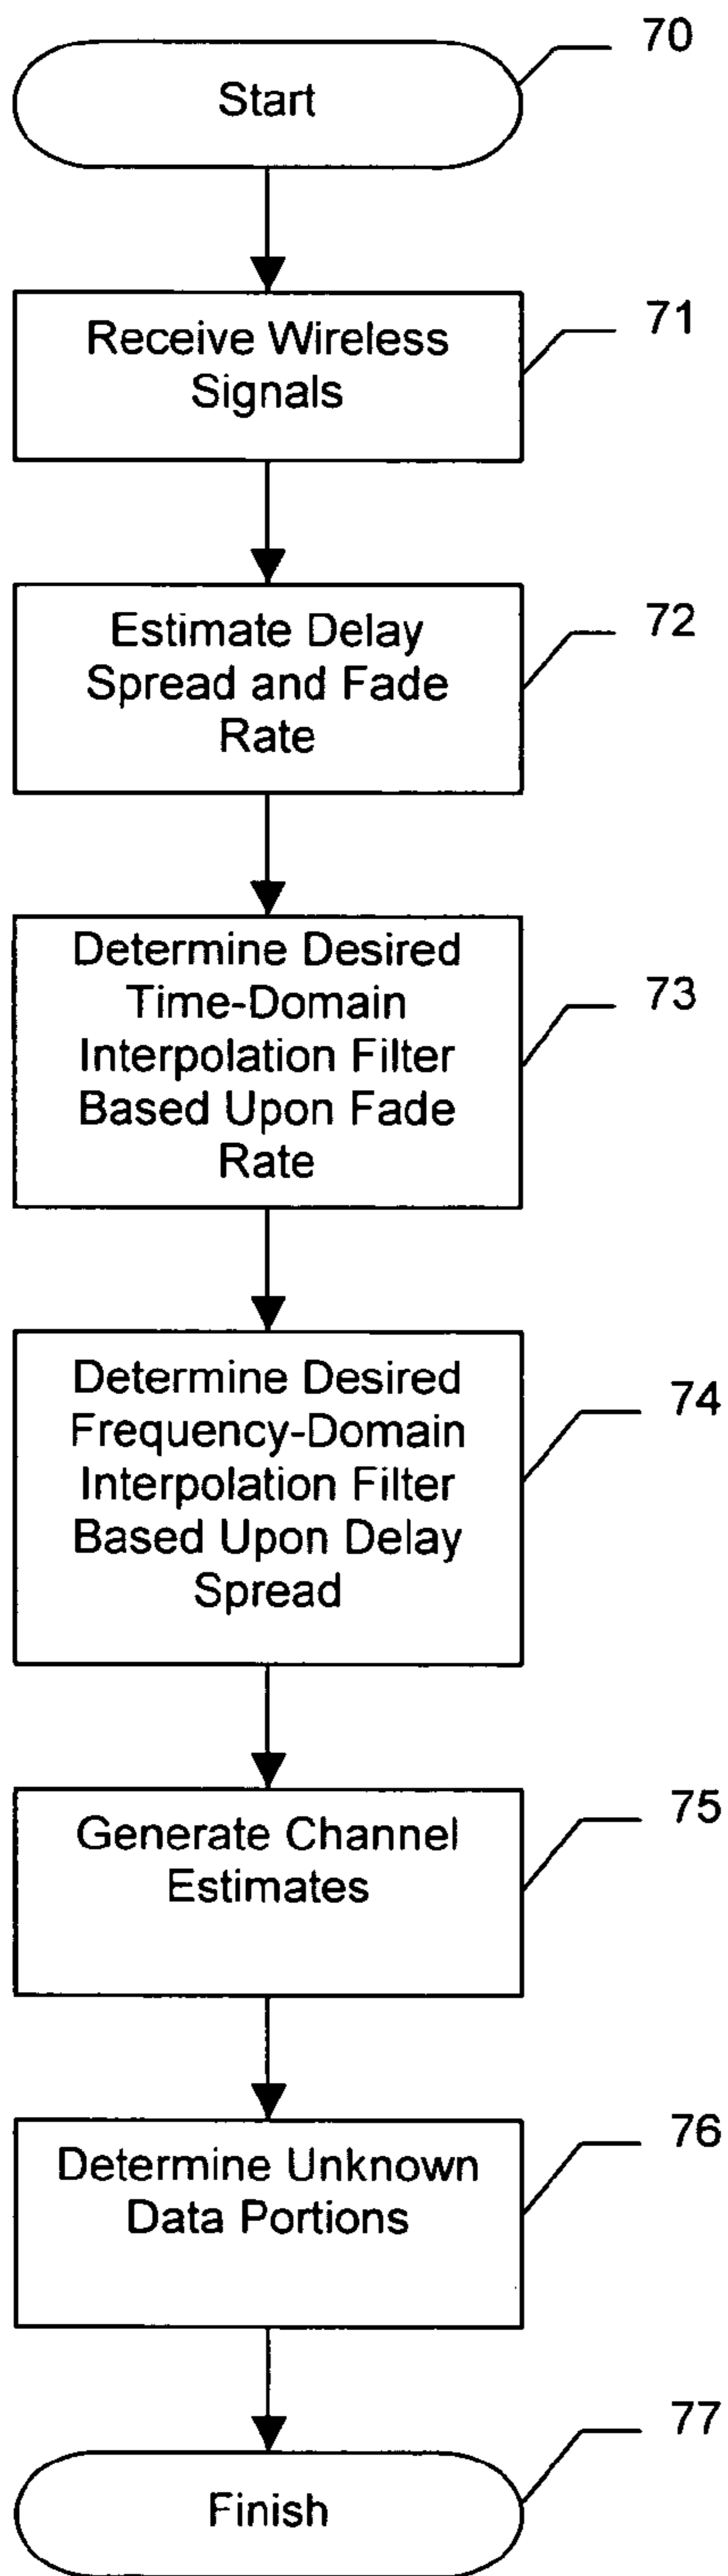 70
Start
71
Receive Wireless
Signals
72
Estimate Delay
Spread and Fade
Rate
73
Determine Desired
Time-Domain
Interpolation Filter
Based Upon Fade
Rate
74
Determine Desired
Frequency-Domain
Interpolation Filter
Based Upon Delay
Spread
75
Generate Channel
Estimates
76
Determine Unknown
Data Portions
77
Finish